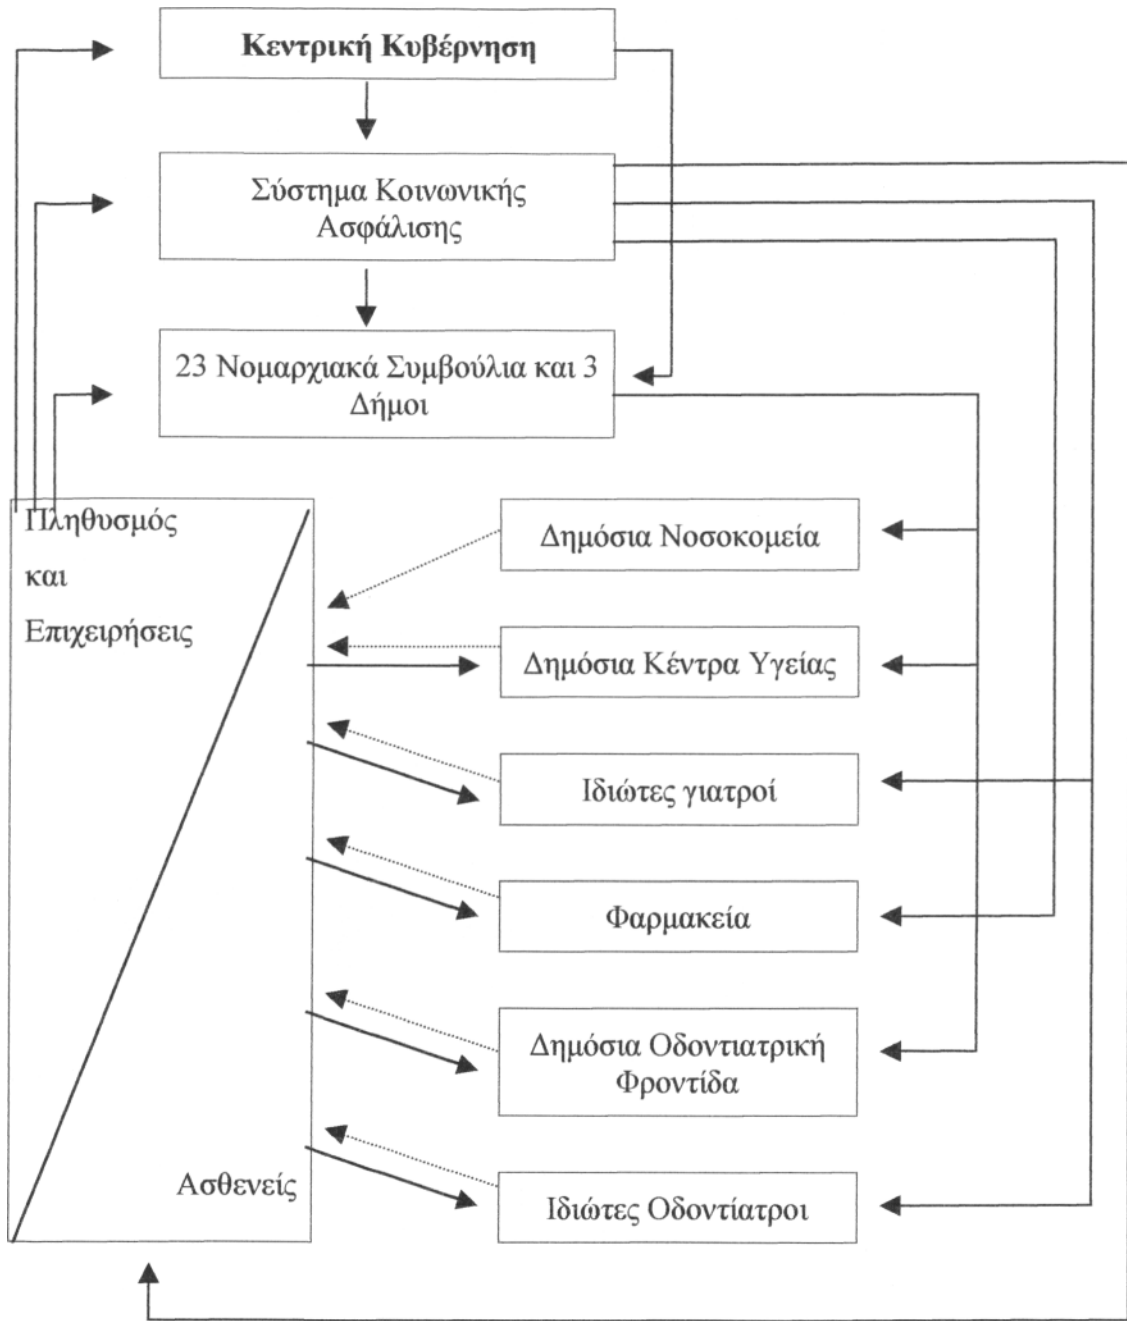 Κεντρική Κυβέρνηση
Σύστημα Κοινωνικής
Ασφάλισης
23 Νομαρχιακά Συμβούλια και 3
Δήμοι
Πληθυσμός
και
Επιχειρήσεις
Δημόσια Νοσοκομεία
Δημόσια Κέντρα Υγείας
Ιδιώτες γιατροί
Φαρμακεία
Δημόσια Οδοντιατρική
Φροντίδα
Ασθενείς
Ιδιώτες Οδοντίατροι